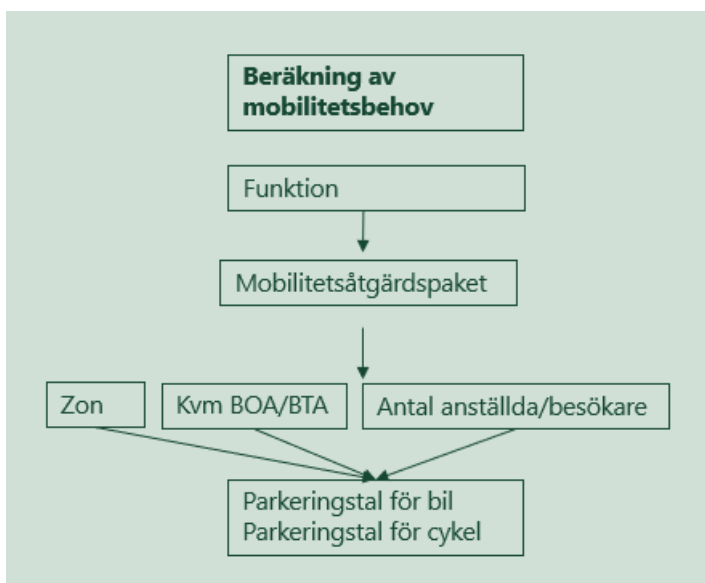 Beräkning av
mobilitetsbehov
Funktion
Mobilitetsåtgärdspaket
Zon
Kvm BOA/BTA
Antal anställda/besökare
Parkeringstal för bil
Parkeringstal för cykel